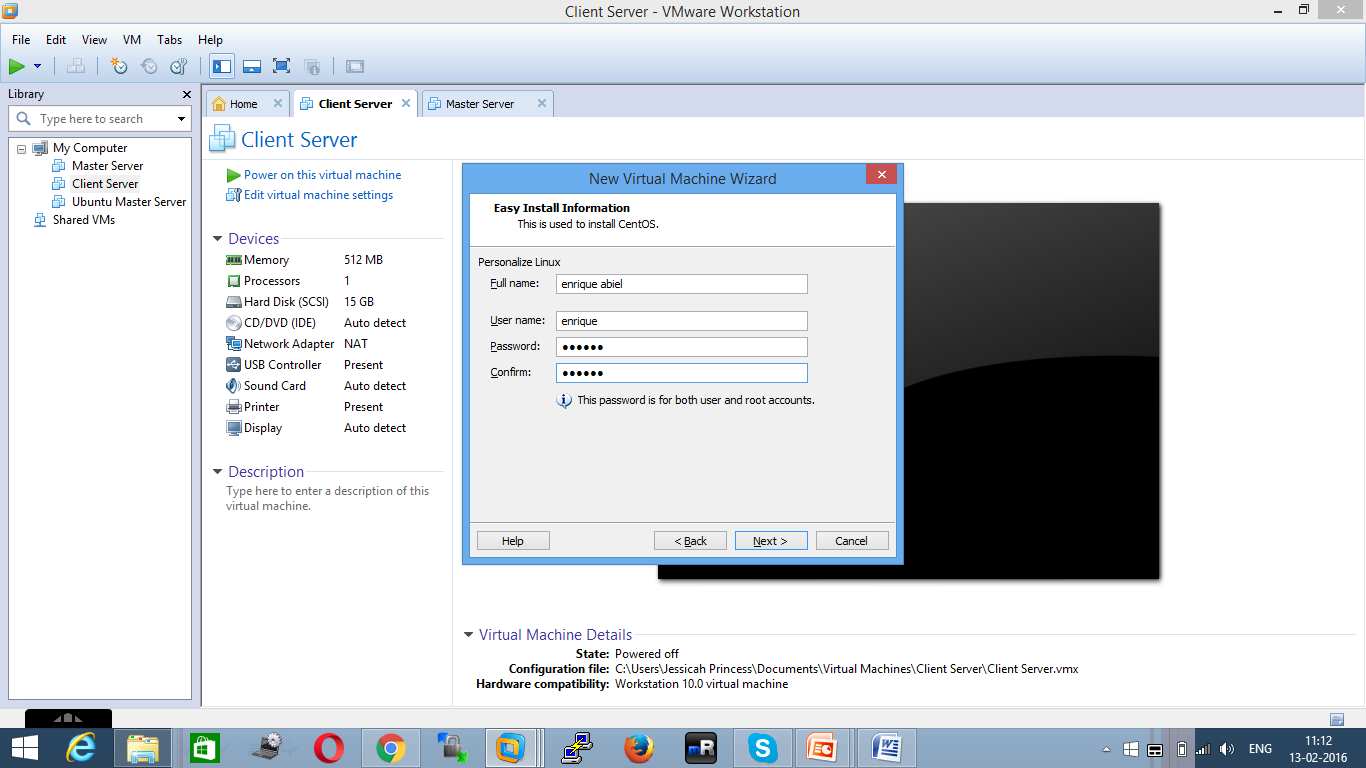 Client Server - VMware Workstation
File Edit View VM Tabs Help
Library
Type here to search
My Computer
Master Server
Client Server
Ubuntu Master Server
Shared VMs
Home
Client Server
Master Server
Client Server
Power on this virtual machine
Edit virtual machine settings
Devices
Memory 512 MB
Processors 1
Hard Disk (SCSI) 15 GB
CD/DVD (IDE) Auto detect
Network Adapter NAT
USB Controller Present
Sound Card Auto detect
Printer Present
Display Auto detect
Description
Type here to enter a description of this
virtual machine.
New Virtual Machine Wizard
Easy Install Information
This is used to install CentOS.
Personalize Linux
Full name: enrique abiel
User name: enrique
Password: ●●●●●●
Confirm: ●●●●●●
This password is for both user and root accounts.
Help < Back Next > Cancel
Virtual Machine Details
State: Powered off
Configuration file: C:\Users\Jessicah Princess\Documents\Virtual Machines\Client Server\Client Server.vmx
Hardware compatibility: Workstation 10.0 virtual machine
mR
ENG
11:12
13-02-2016